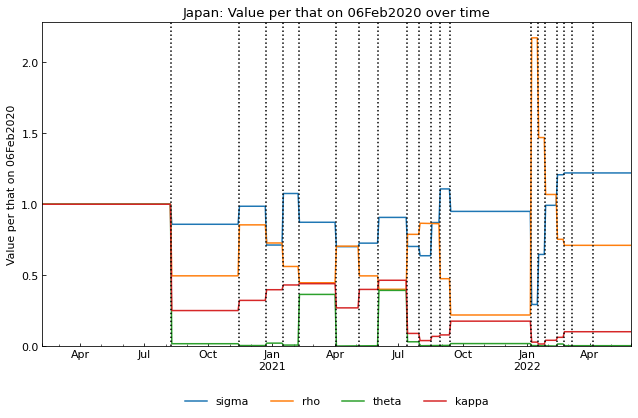 Japan: Value per that on 06Feb2020 over time
Value per that on 06Feb2020
2.0
1.5
1.0
0.5
0.0
Apr Jul Oct Jan Apr Jul Oct Jan Apr
2021 2022
sigma rho theta kappa